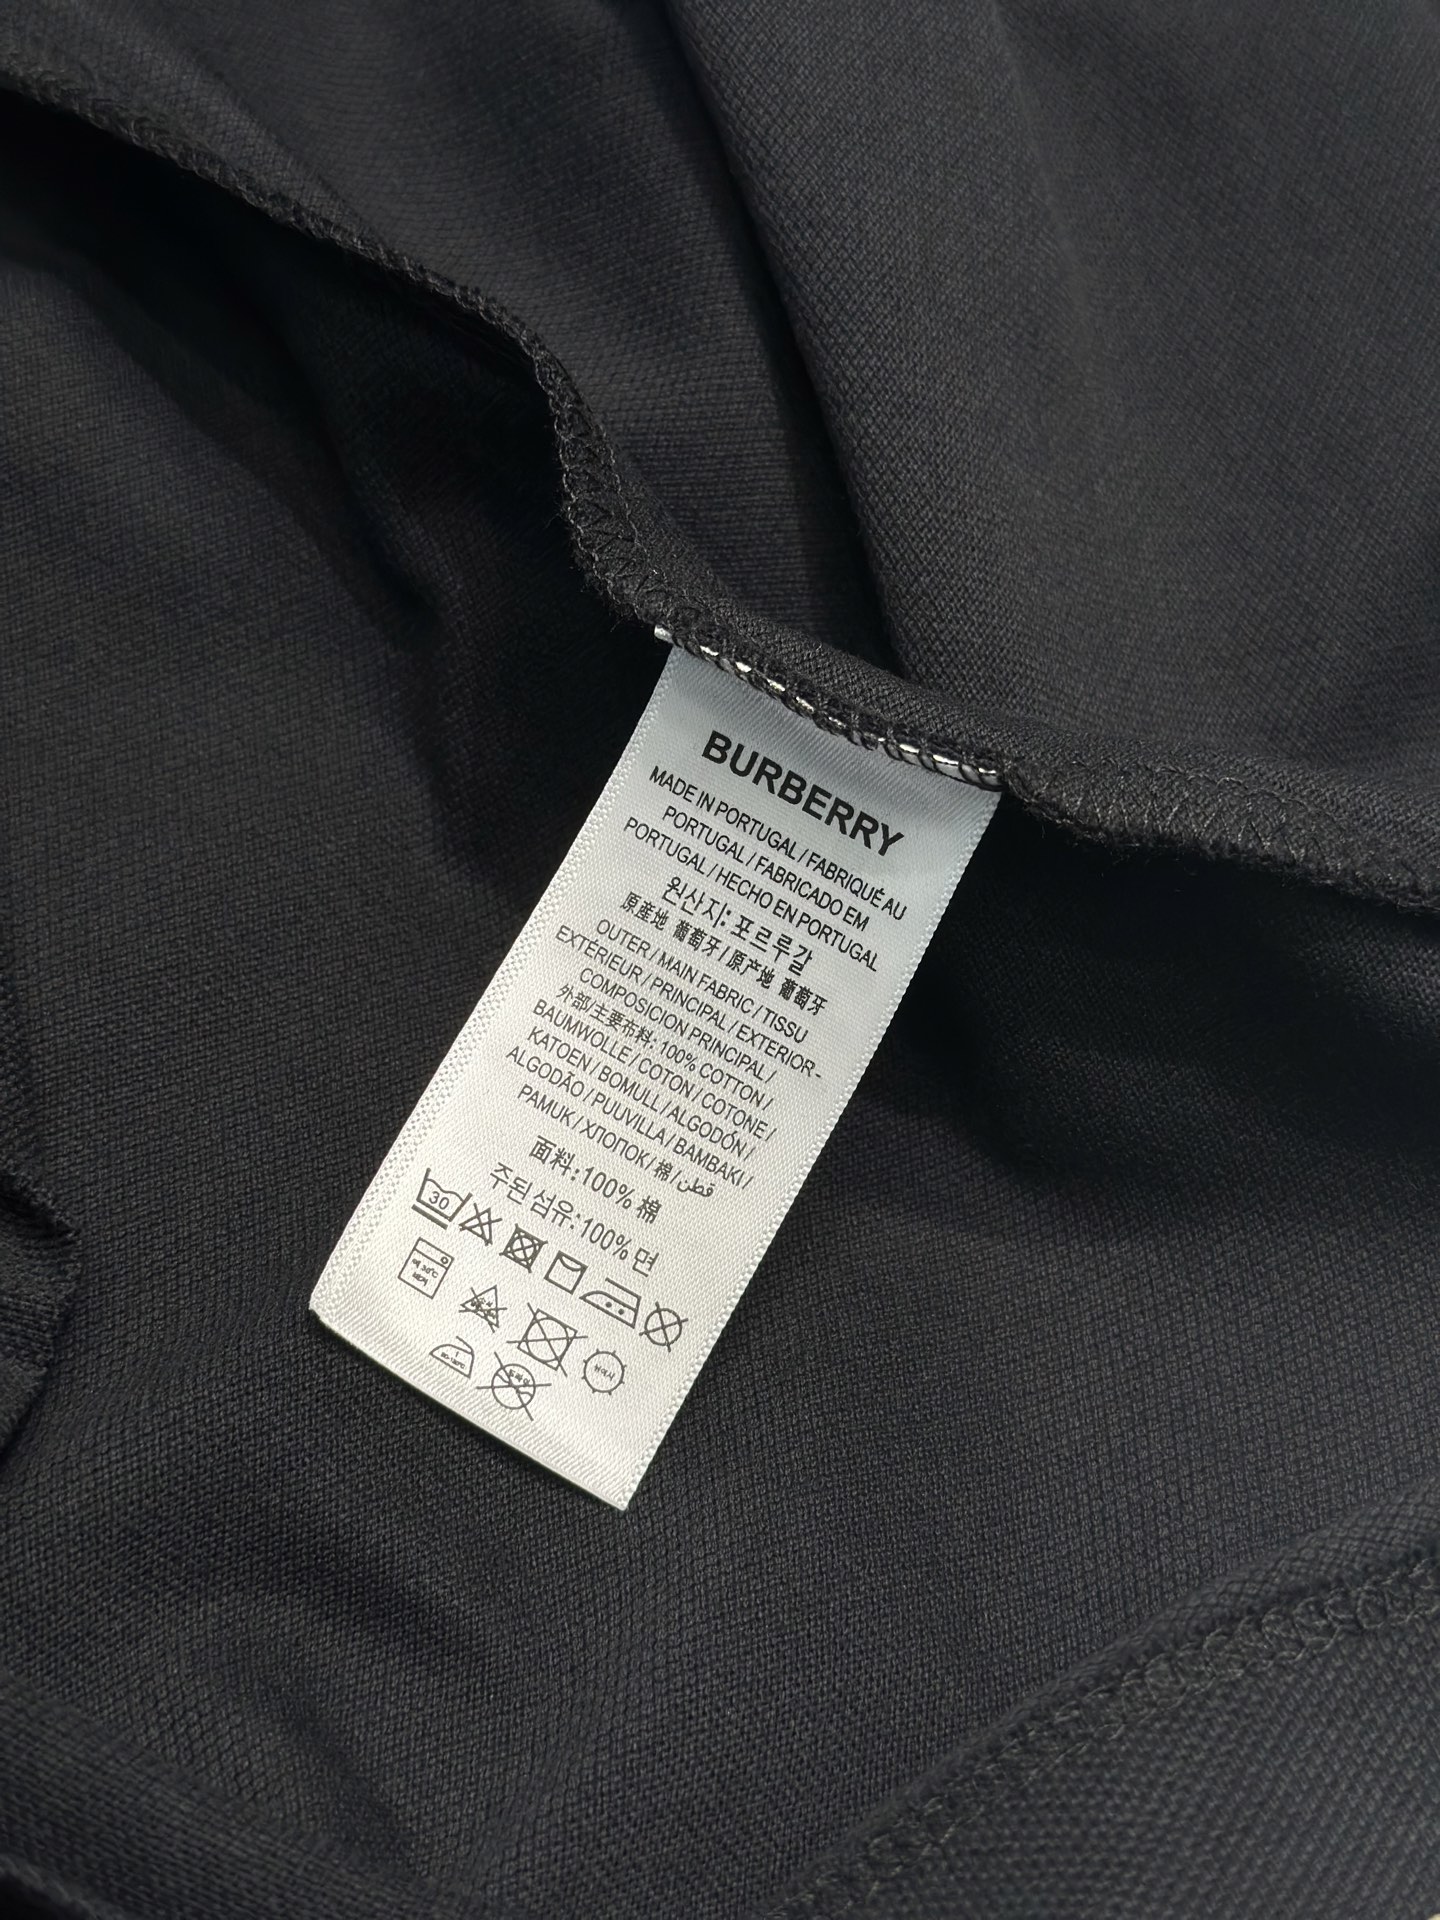 BURBERRY
MADE IN PORTUGAL / FABRIQUÉ AU
PORTUGAL / FABRICADO EM
PORTUGAL / HECHO EN PORTUGAL
원산지: 포르투갈
原産地 葡萄牙 / 原产地 葡萄牙
OUTER / MAIN FABRIC / TISSU
EXTÉRIEUR / PRINCIPAL / EXTERIOR-
COMPOSICION PRINCIPAL /
外部/主要布料: 100% COTTON /
BAUMWOLLE / COTON / COTONE /
KATOEN / BOMULL / ALGODÓN /
ALGODÃO / PUUVILLA / BAMBAKI /
PAMUK / ХЛОПОК / 棉 / قطن
面料:100% 棉
주된 섬유:100% 면
30